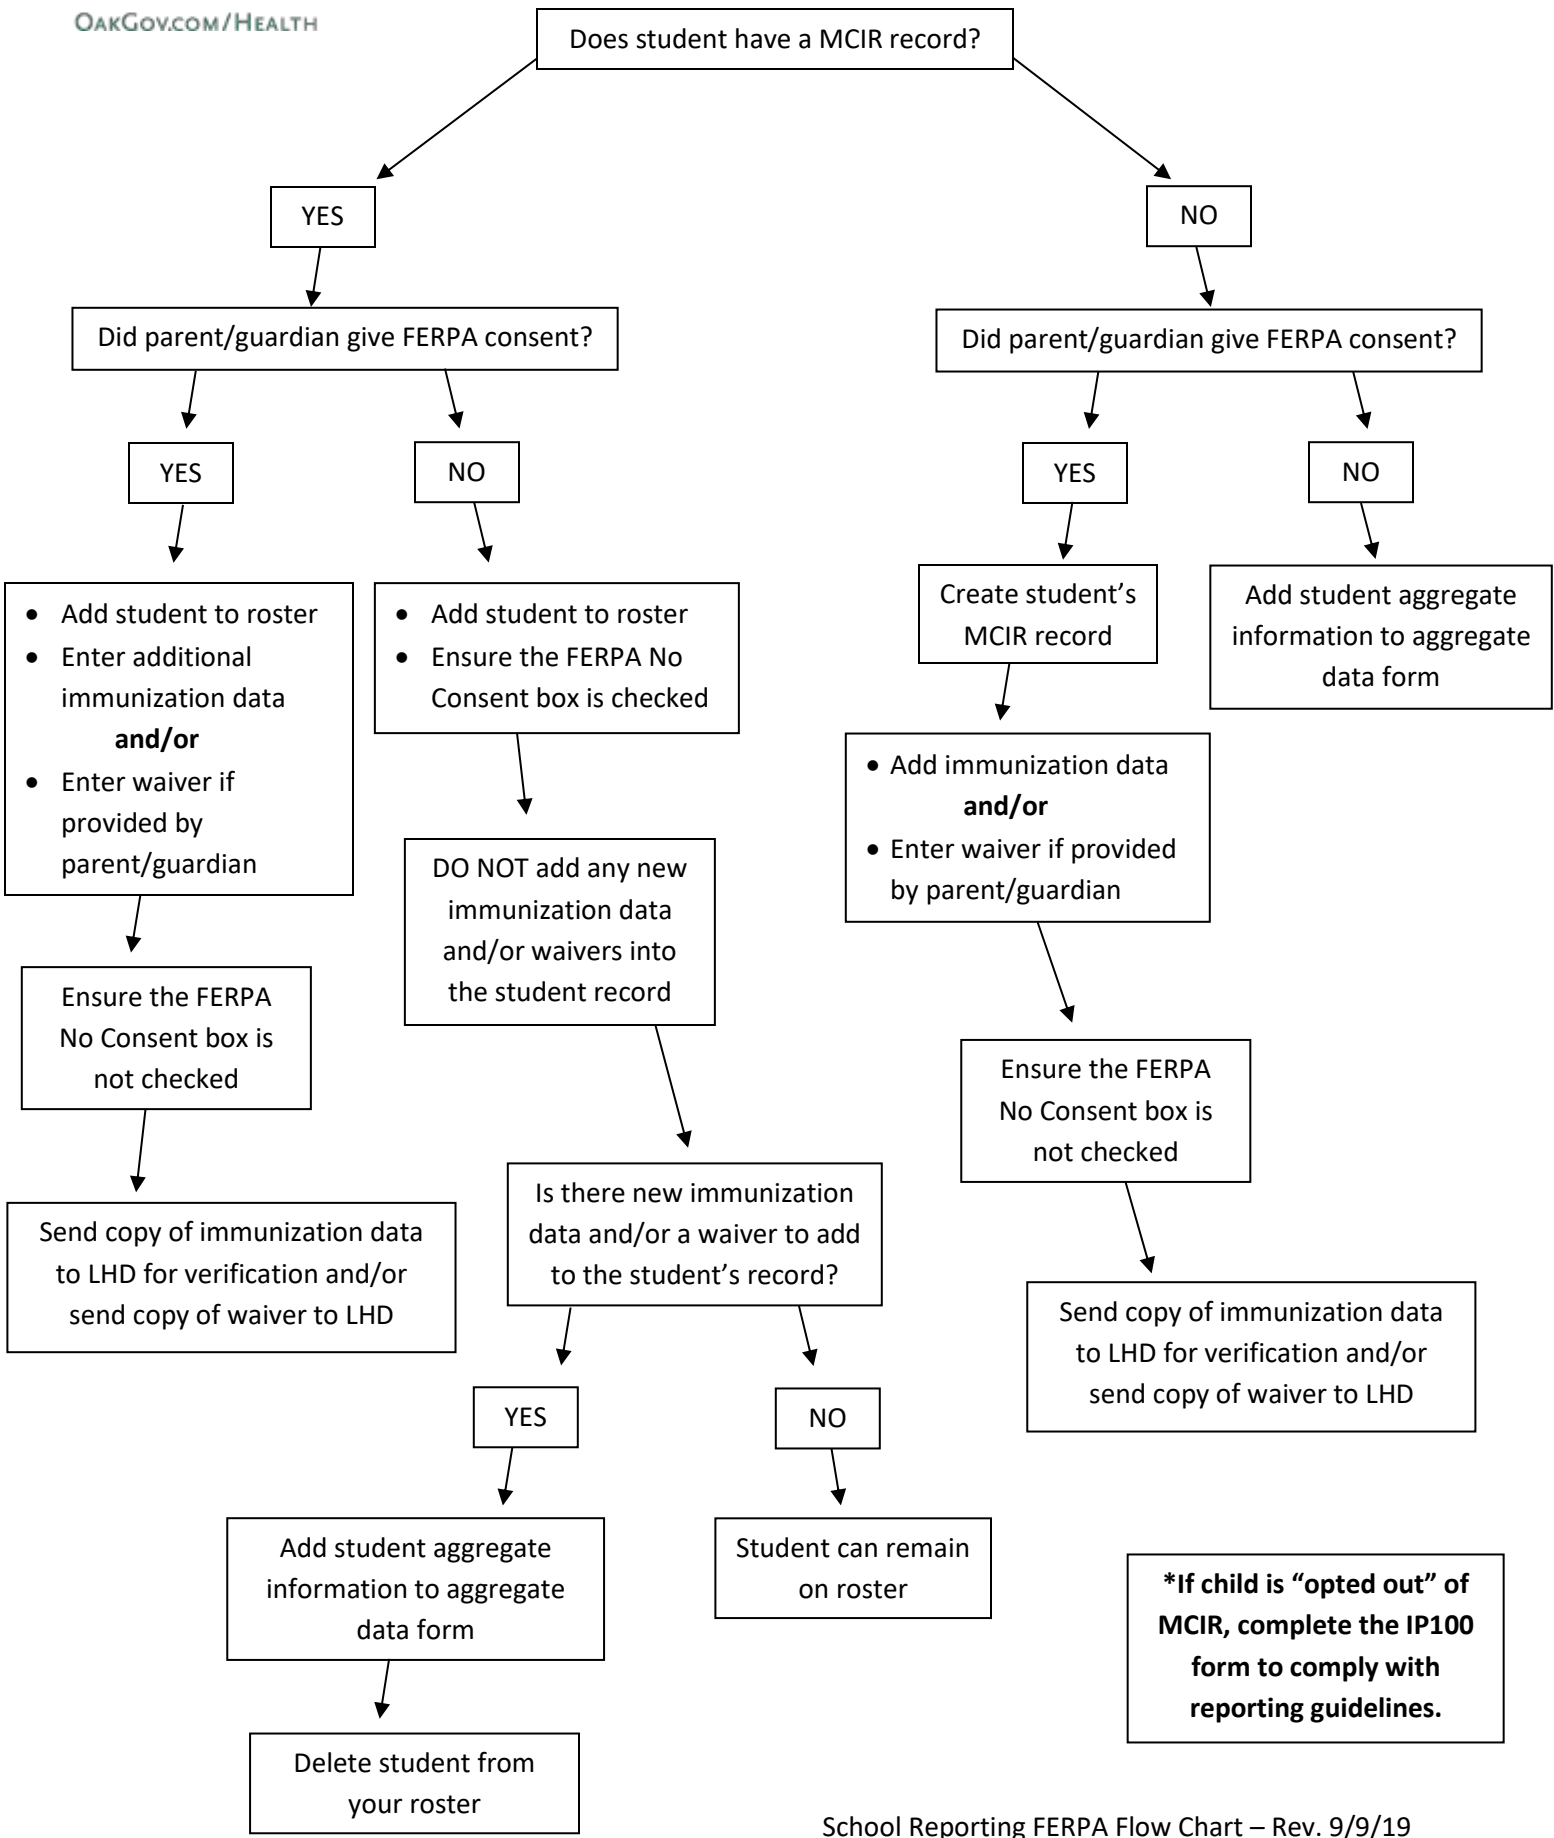 OAKGOV.COM/HEALTH
Does student have a MCIR record?
YES
NO
Did parent/guardian give FERPA consent?
Did parent/guardian give FERPA consent?
YES
NO
YES
NO
• Add student to roster
• Enter additional
immunization data
and/or
• Enter waiver if
provided by
parent/guardian
• Add student to roster
• Ensure the FERPA No
Consent box is checked
Create student’s
MCIR record
Add student aggregate
information to aggregate
data form
• Add immunization data
and/or
• Enter waiver if provided
by parent/guardian
DO NOT add any new
immunization data
and/or waivers into
the student record
Ensure the FERPA
No Consent box is
not checked
Ensure the FERPA
No Consent box is
not checked
Is there new immunization
data and/or a waiver to add
to the student’s record?
Send copy of immunization data
to LHD for verification and/or
send copy of waiver to LHD
Send copy of immunization data
to LHD for verification and/or
send copy of waiver to LHD
YES
NO
Add student aggregate
information to aggregate
data form
Student can remain
on roster
*If child is “opted out” of
MCIR, complete the IP100
form to comply with
reporting guidelines.
Delete student from
your roster
School Reporting FERPA Flow Chart – Rev. 9/9/19